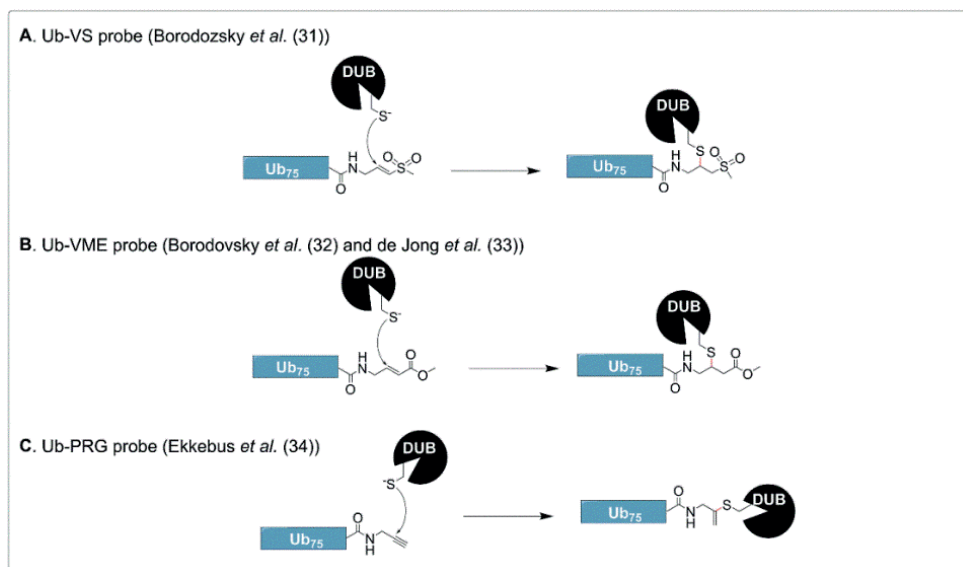 A. Ub-VS probe (Borodozsky et al. (31))
DUB
S-
Ub75
H
N
O
O
S
O
DUB
S
Ub75
O
H
N
O
S
O
B. Ub-VME probe (Borodovsky et al. (32) and de Jong et al. (33))
DUB
S-
Ub75
H
N
O
O
O
DUB
S
Ub75
O
H
N
O
O
C. Ub-PRG probe (Ekkebus et al. (34))
-S
DUB
Ub75
O
N
H
Ub75
O
N
H
S
DUB